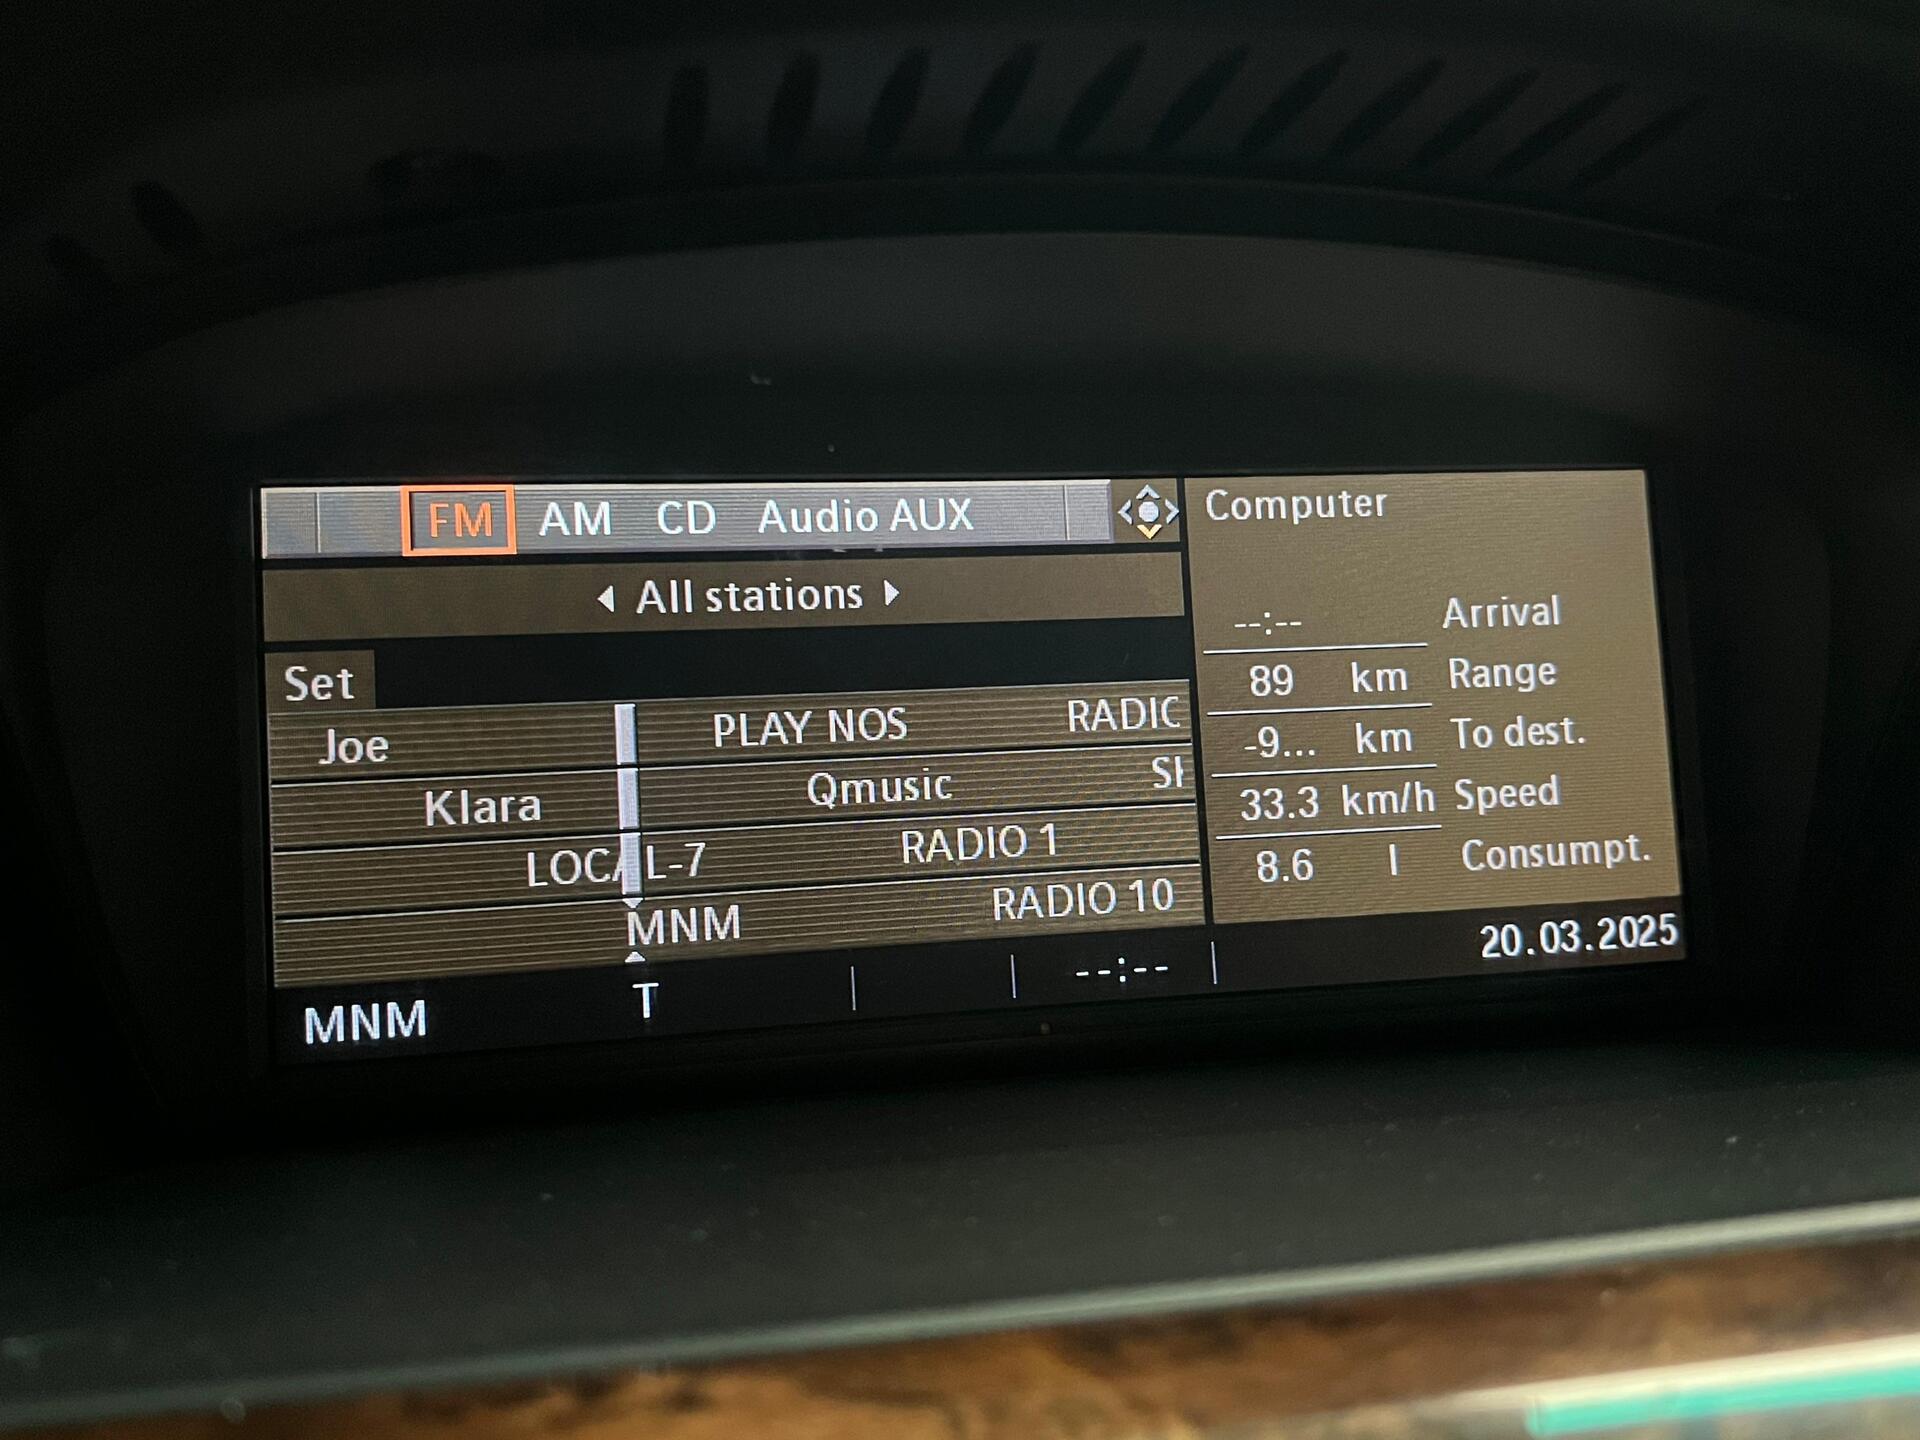 FM AM CD Audio AUX
All stations
Set
Joe PLAY NOS
Klara Qmusic
LOCAL-7 RADIO 1
MNM RADIO 10
MNM T --:--
Computer
--:-- Arrival
89 km Range
-9... km To dest.
33.3 km/h Speed
8.6 l Consumpt.
20.03.2025